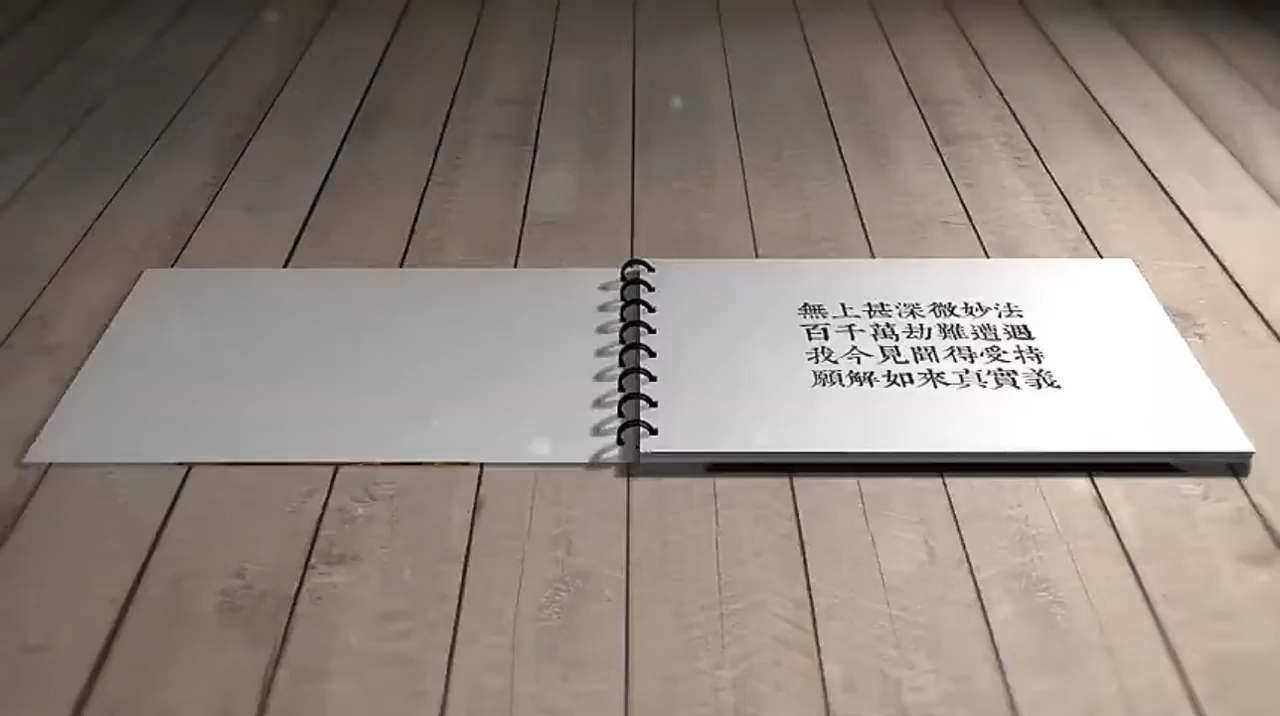 無上甚深微妙法
百千萬劫難遭遇
我今見聞得受持
願解如來真實義